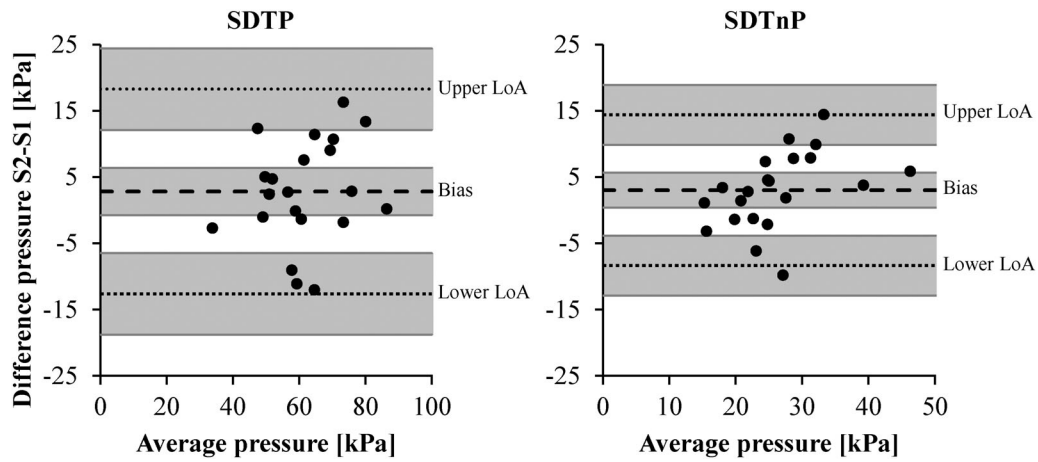 SDTP
SDTnP
Difference pressure S2-S1 [kPa]
25
15
5
-5
-15
-25
Upper LoA
Bias
Lower LoA
0
20
40
60
80
100
Average pressure [kPa]
25
15
5
-5
-15
-25
Upper LoA
Bias
Lower LoA
0
10
20
30
40
50
Average pressure [kPa]